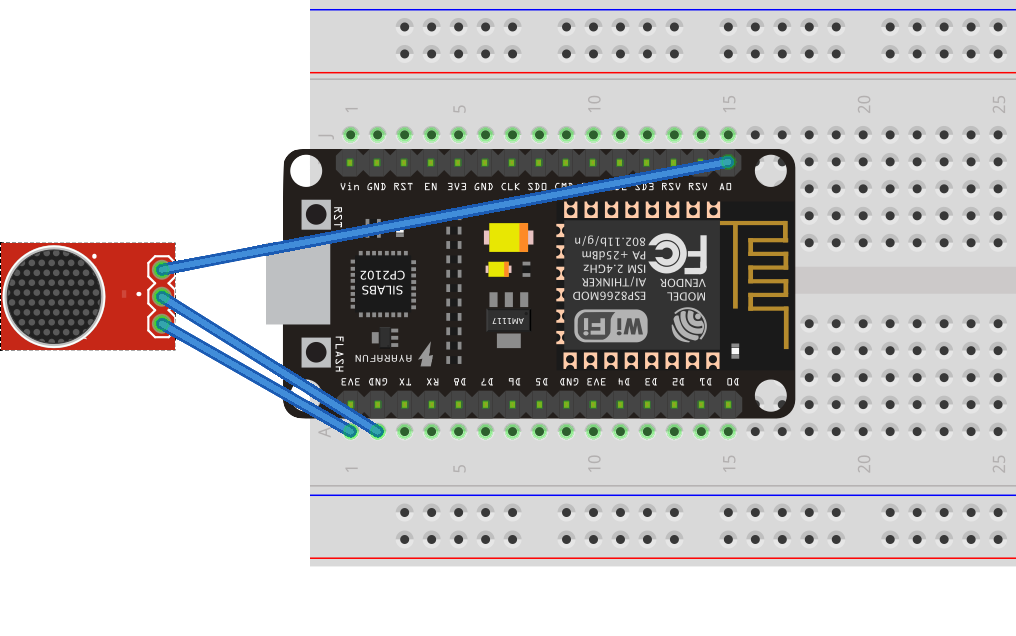 1 5 10 15 20 25
J
Vin GND RST EN 3V3 GND CLK SD0 CMD SD3 RSV RSV A0
RST
SILABS
CP2102
AM1117
AYARAFUN
FLASH
MODEL
VENDOR
ESP8266MOD
AI/THINKER
ISM 2.4GHz
PA +25dBm
802.11b/g/n
FC
Wi Fi
3V3 GND TX RX D8 D7 D6 D5 GND 3V3 D4 D3 D2 D1 D0
A
1 5 10 15 20 25